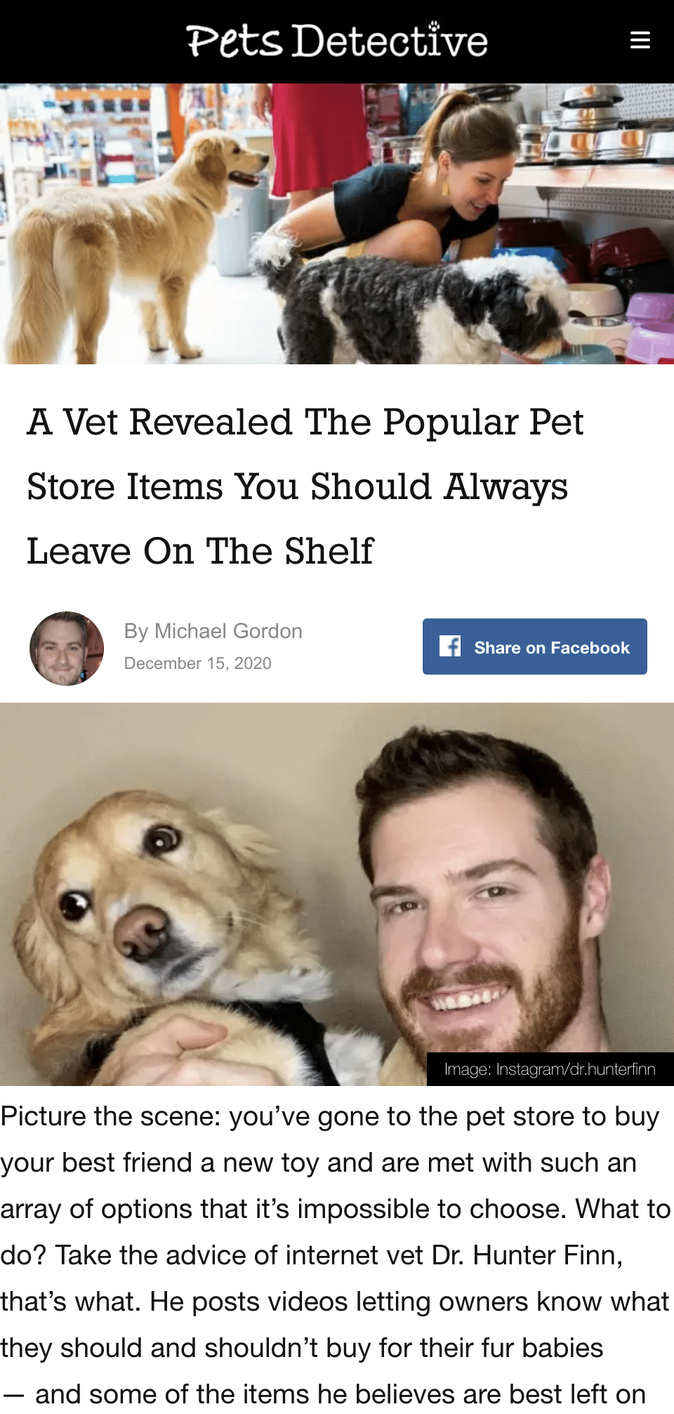 Pets Detective
A Vet Revealed The Popular Pet
Store Items You Should Always
Leave On The Shelf
By Michael Gordon
December 15, 2020
Share on Facebook
Image: Instagram/dr.hunterfinn
Picture the scene: you’ve gone to the pet store to buy
your best friend a new toy and are met with such an
array of options that it’s impossible to choose. What to
do? Take the advice of internet vet Dr. Hunter Finn,
that’s what. He posts videos letting owners know what
they should and shouldn’t buy for their fur babies
— and some of the items he believes are best left on